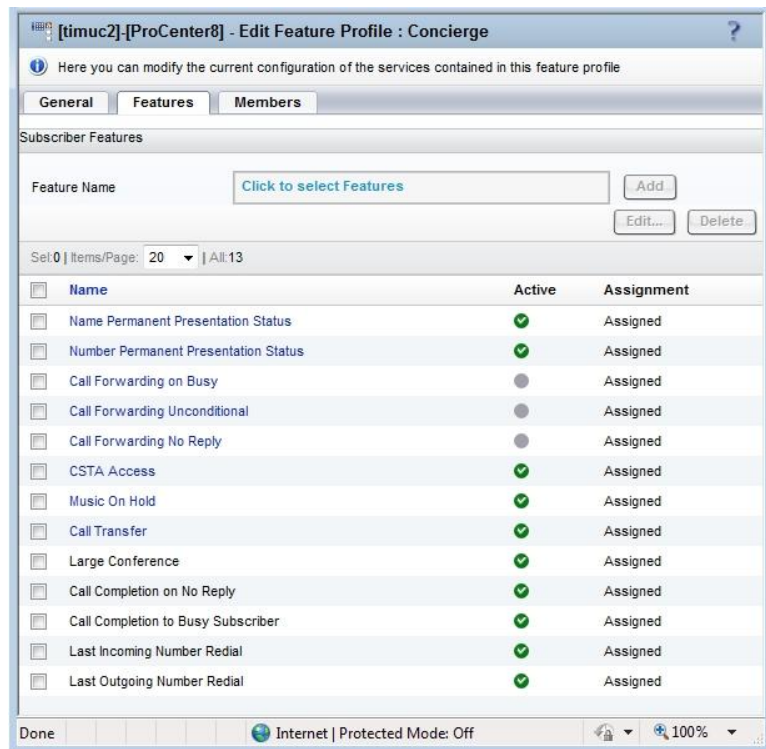 [timuc2]-[ProCenter8] - Edit Feature Profile : Concierge ?
i Here you can modify the current configuration of the services contained in this feature profile
General Features Members
Subscriber Features
Feature Name Click to select Features Add
Edit... Delete
Sel:0 | Items/Page: 20 | All:13
Name Active Assignment
Name Permanent Presentation Status Assigned
Number Permanent Presentation Status Assigned
Call Forwarding on Busy Assigned
Call Forwarding Unconditional Assigned
Call Forwarding No Reply Assigned
CSTA Access Assigned
Music On Hold Assigned
Call Transfer Assigned
Large Conference Assigned
Call Completion on No Reply Assigned
Call Completion to Busy Subscriber Assigned
Last Incoming Number Redial Assigned
Last Outgoing Number Redial Assigned
Done Internet | Protected Mode: Off 100%